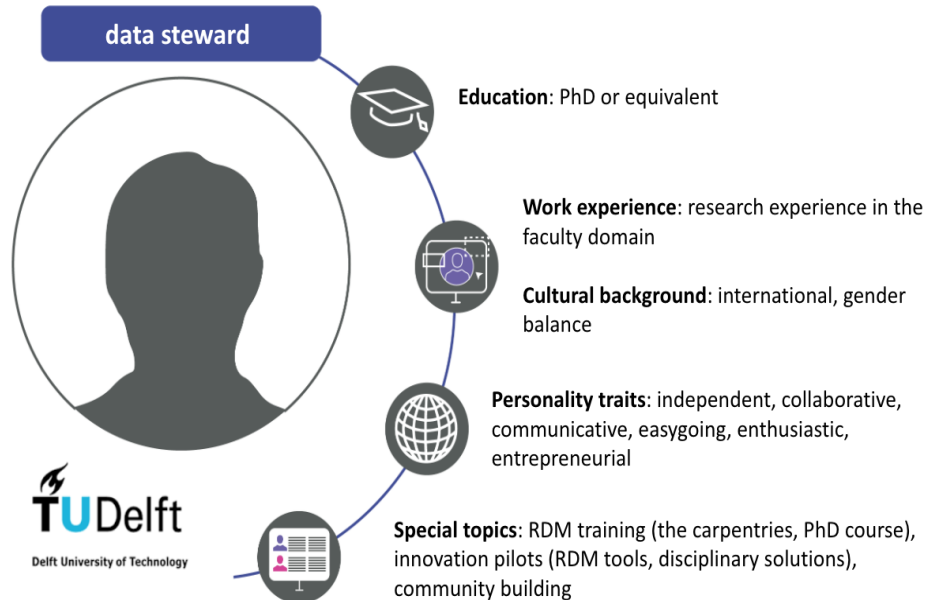 data steward
Education: PhD or equivalent
Work experience: research experience in the
faculty domain
Cultural background: international, gender
balance
Personality traits: independent, collaborative,
communicative, easygoing, enthusiastic,
entrepreneurial
TUDelft
Delft University of Technology
Special topics: RDM training (the carpentries, PhD course),
innovation pilots (RDM tools, disciplinary solutions),
community building